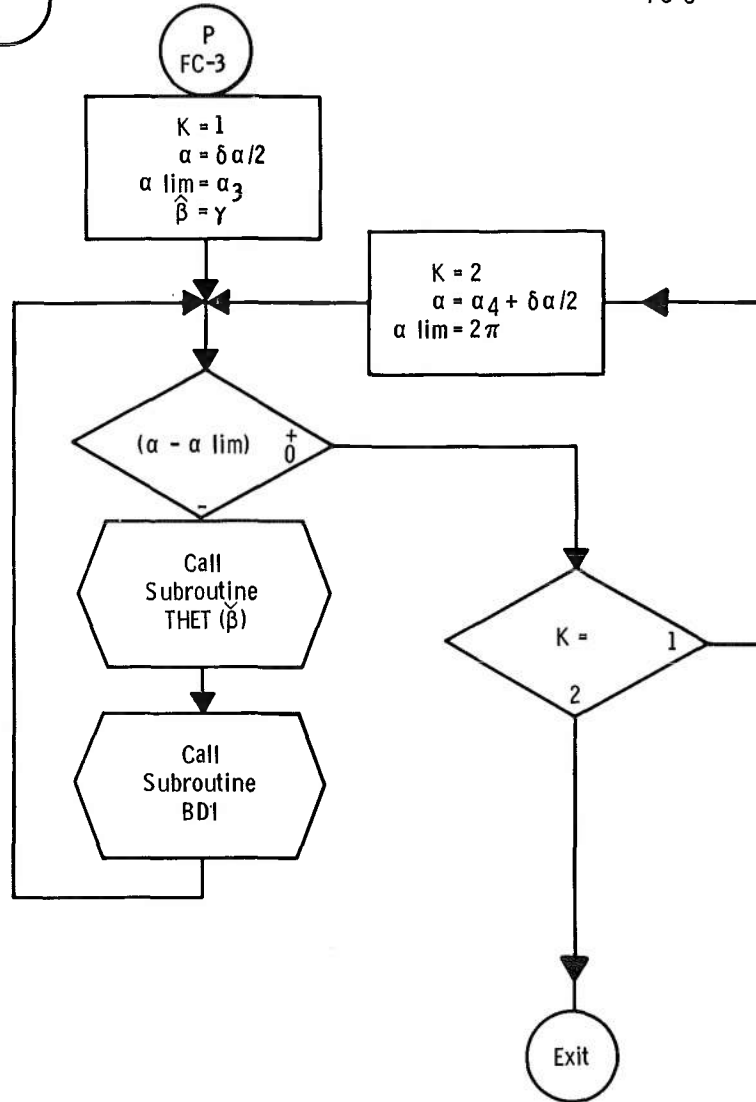 P
FC-3
K = 1
α = δα/2
α lim = α₃
β̂ = γ
K = 2
α = α₄ + δα/2
α lim = 2π
(α - α lim)
+
0
-
Call
Subroutine
THET (β̌)
Call
Subroutine
BD1
K =
1
2
Exit